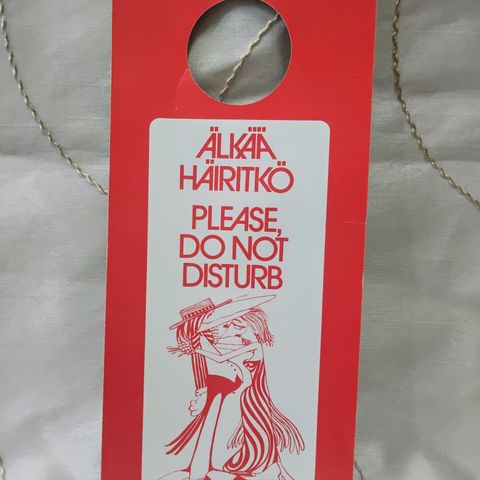 ÄLKÄÄ
HÄIRITKÖ
PLEASE,
DO NOT
DISTURB